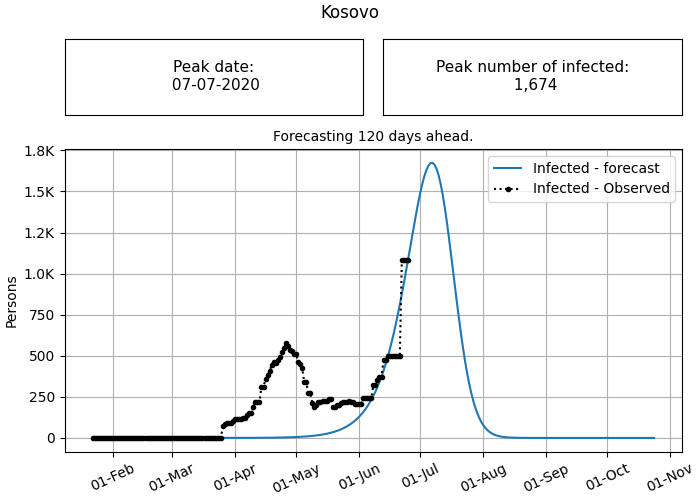 Kosovo
Peak date:
07-07-2020
Peak number of infected:
1,674
Forecasting 120 days ahead.
Persons
1.8K
1.5K
1.2K
1.0K
750
500
250
0
Infected - forecast
Infected - Observed
01-Feb
01-Mar
01-Apr
01-May
01-Jun
01-Jul
01-Aug
01-Sep
01-Oct
01-Nov